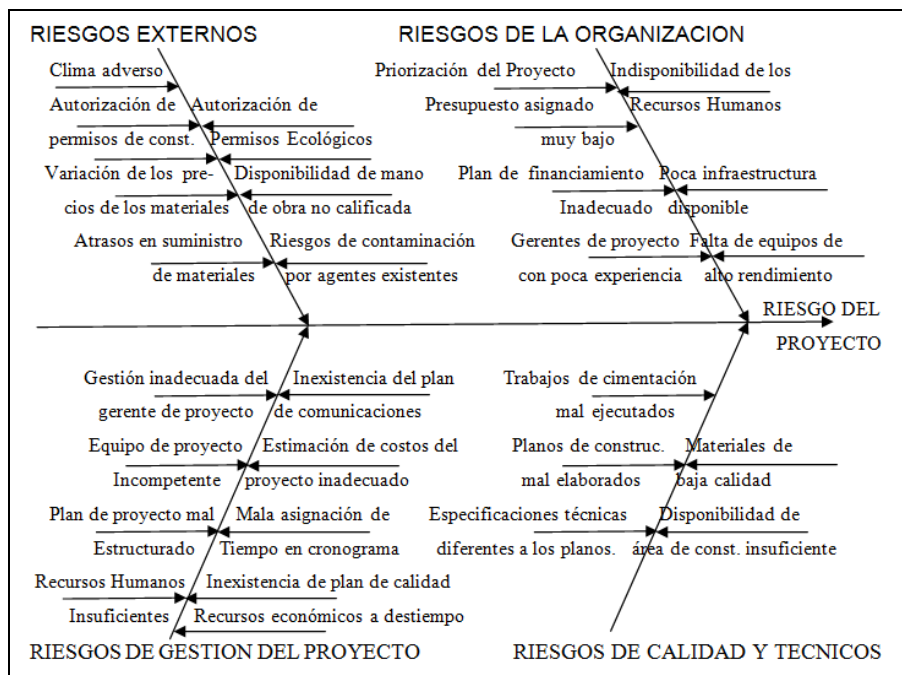 RIESGOS EXTERNOS
Clima adverso
Autorización de
permisos de const.
Autorización de
Permisos Ecológicos
Variación de los pre-
cios de los materiales
Disponibilidad de mano
de obra no calificada
Atrasos en suministro
de materiales
Riesgos de contaminación
por agentes existentes
RIESGOS DE LA ORGANIZACION
Priorización del Proyecto
Indisponibilidad de los
Recursos Humanos
Presupuesto asignado
muy bajo
Plan de financiamiento
Inadecuado
Poca infraestructura
disponible
Gerentes de proyecto
con poca experiencia
Falta de equipos de
alto rendimiento
RIESGO DEL
PROYECTO
Gestión inadecuada del
gerente de proyecto
Inexistencia del plan
de comunicaciones
Equipo de proyecto
Incompetente
Estimación de costos del
proyecto inadecuado
Plan de proyecto mal
Estructurado
Mala asignación de
Tiempo en cronograma
Recursos Humanos
Insuficientes
Inexistencia de plan de calidad
Recursos económicos a destiempo
RIESGOS DE GESTION DEL PROYECTO
Trabajos de cimentación
mal ejecutados
Planos de construc.
mal elaborados
Materiales de
baja calidad
Especificaciones técnicas
diferentes a los planos.
Disponibilidad de
área de const. insuficiente
RIESGOS DE CALIDAD Y TECNICOS